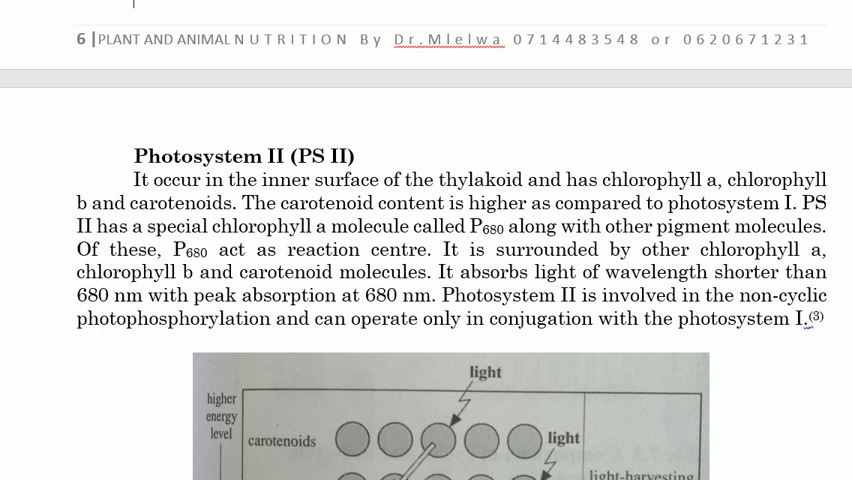 6 | PLANT AND ANIMAL N U T R I T I O N B y D r . M l e l w a 0 7 1 4 4 8 3 5 4 8 o r 0 6 2 0 6 7 1 2 3 1
Photosystem II (PS II)
It occur in the inner surface of the thylakoid and has chlorophyll a, chlorophyll
b and carotenoids. The carotenoid content is higher as compared to photosystem I. PS
II has a special chlorophyll a molecule called P680 along with other pigment molecules.
Of these, P680 act as reaction centre. It is surrounded by other chlorophyll a,
chlorophyll b and carotenoid molecules. It absorbs light of wavelength shorter than
680 nm with peak absorption at 680 nm. Photosystem II is involved in the non-cyclic
photophosphorylation and can operate only in conjugation with the photosystem I.(3)
light
higher
energy
level
carotenoids
light
light-harvesting